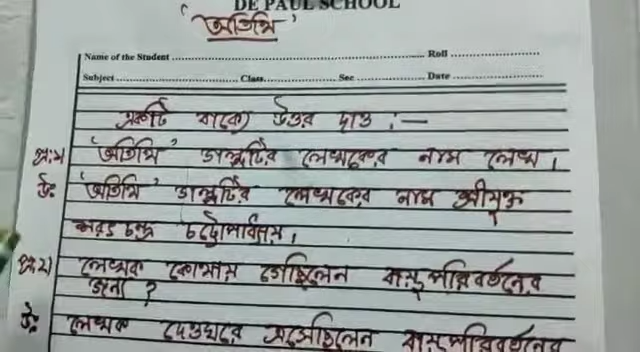 DE PAUL SCHOOL
'অতিথি'
Name of the Student ........ Roll ........
Subject ........ Class ........ Sec ........ Date ........
একটি বাক্যে উত্তর দাও :—
প্রঃ১ 'অতিথি' গল্পটির লেখকের নাম লেখ।
উঃ 'অতিথি' গল্পটির লেখকের নাম শ্রীযুক্ত
শরৎ চন্দ্র চট্টোপাধ্যায়।
প্রঃ২) লেখক কোথায় গেছিলেন বায়ুপরিবর্তনের
জন্য ?
উঃ লেখক দেওঘরে এসেছিলেন বায়ুপরিবর্তনের